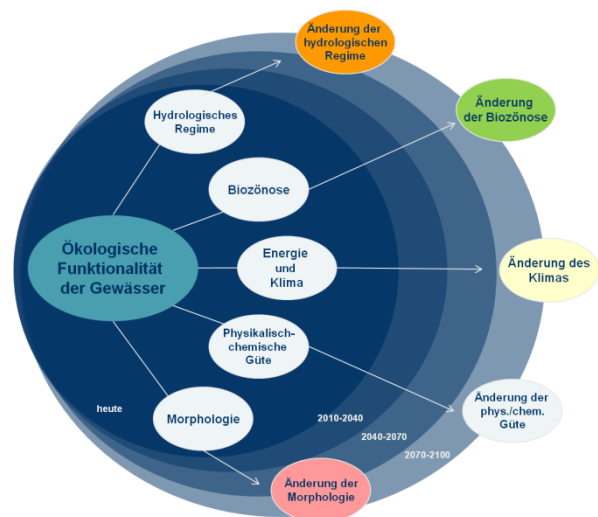 Änderung der
hydrologischen
Regime
Hydrologisches
Regime
Änderung
der Biozönose
Biozönose
Ökologische
Funktionalität
der Gewässer
Energie
und
Klima
Änderung des
Klimas
Physikalisch-
chemische
Güte
heute
Morphologie
2010-2040
2040-2070
2070-2100
Änderung der
phys./chem.
Güte
Änderung der
Morphologie